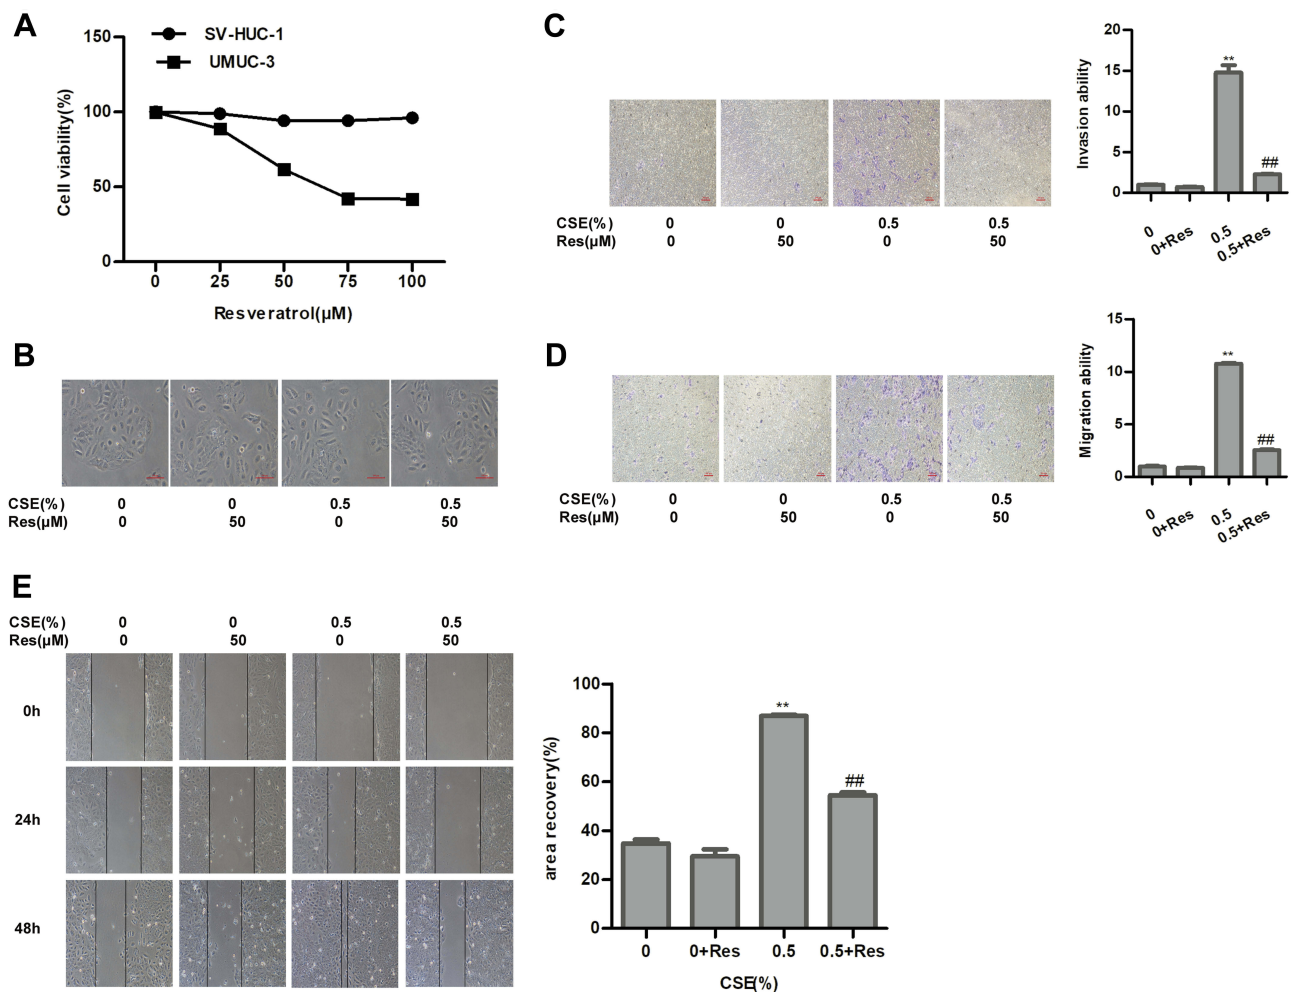 A
150
100
50
0
Cell viability(%)
SV-HUC-1
UMUC-3
0 25 50 75 100
Resveratrol(µM)
B
CSE(%) 0 0 0.5 0.5
Res(µM) 0 50 0 50
C
CSE(%) 0 0 0.5 0.5
Res(µM) 0 50 0 50
20
15
10
5
0
Invasion ability
**
##
0 0+Res 0.5 0.5+Res
D
CSE(%) 0 0 0.5 0.5
Res(µM) 0 50 0 50
15
10
5
0
Migration ability
**
##
0 0+Res 0.5 0.5+Res
E
CSE(%) 0 0 0.5 0.5
Res(µM) 0 50 0 50
0h
24h
48h
100
80
60
40
20
0
area recovery(%)
**
##
0 0+Res 0.5 0.5+Res
CSE(%)